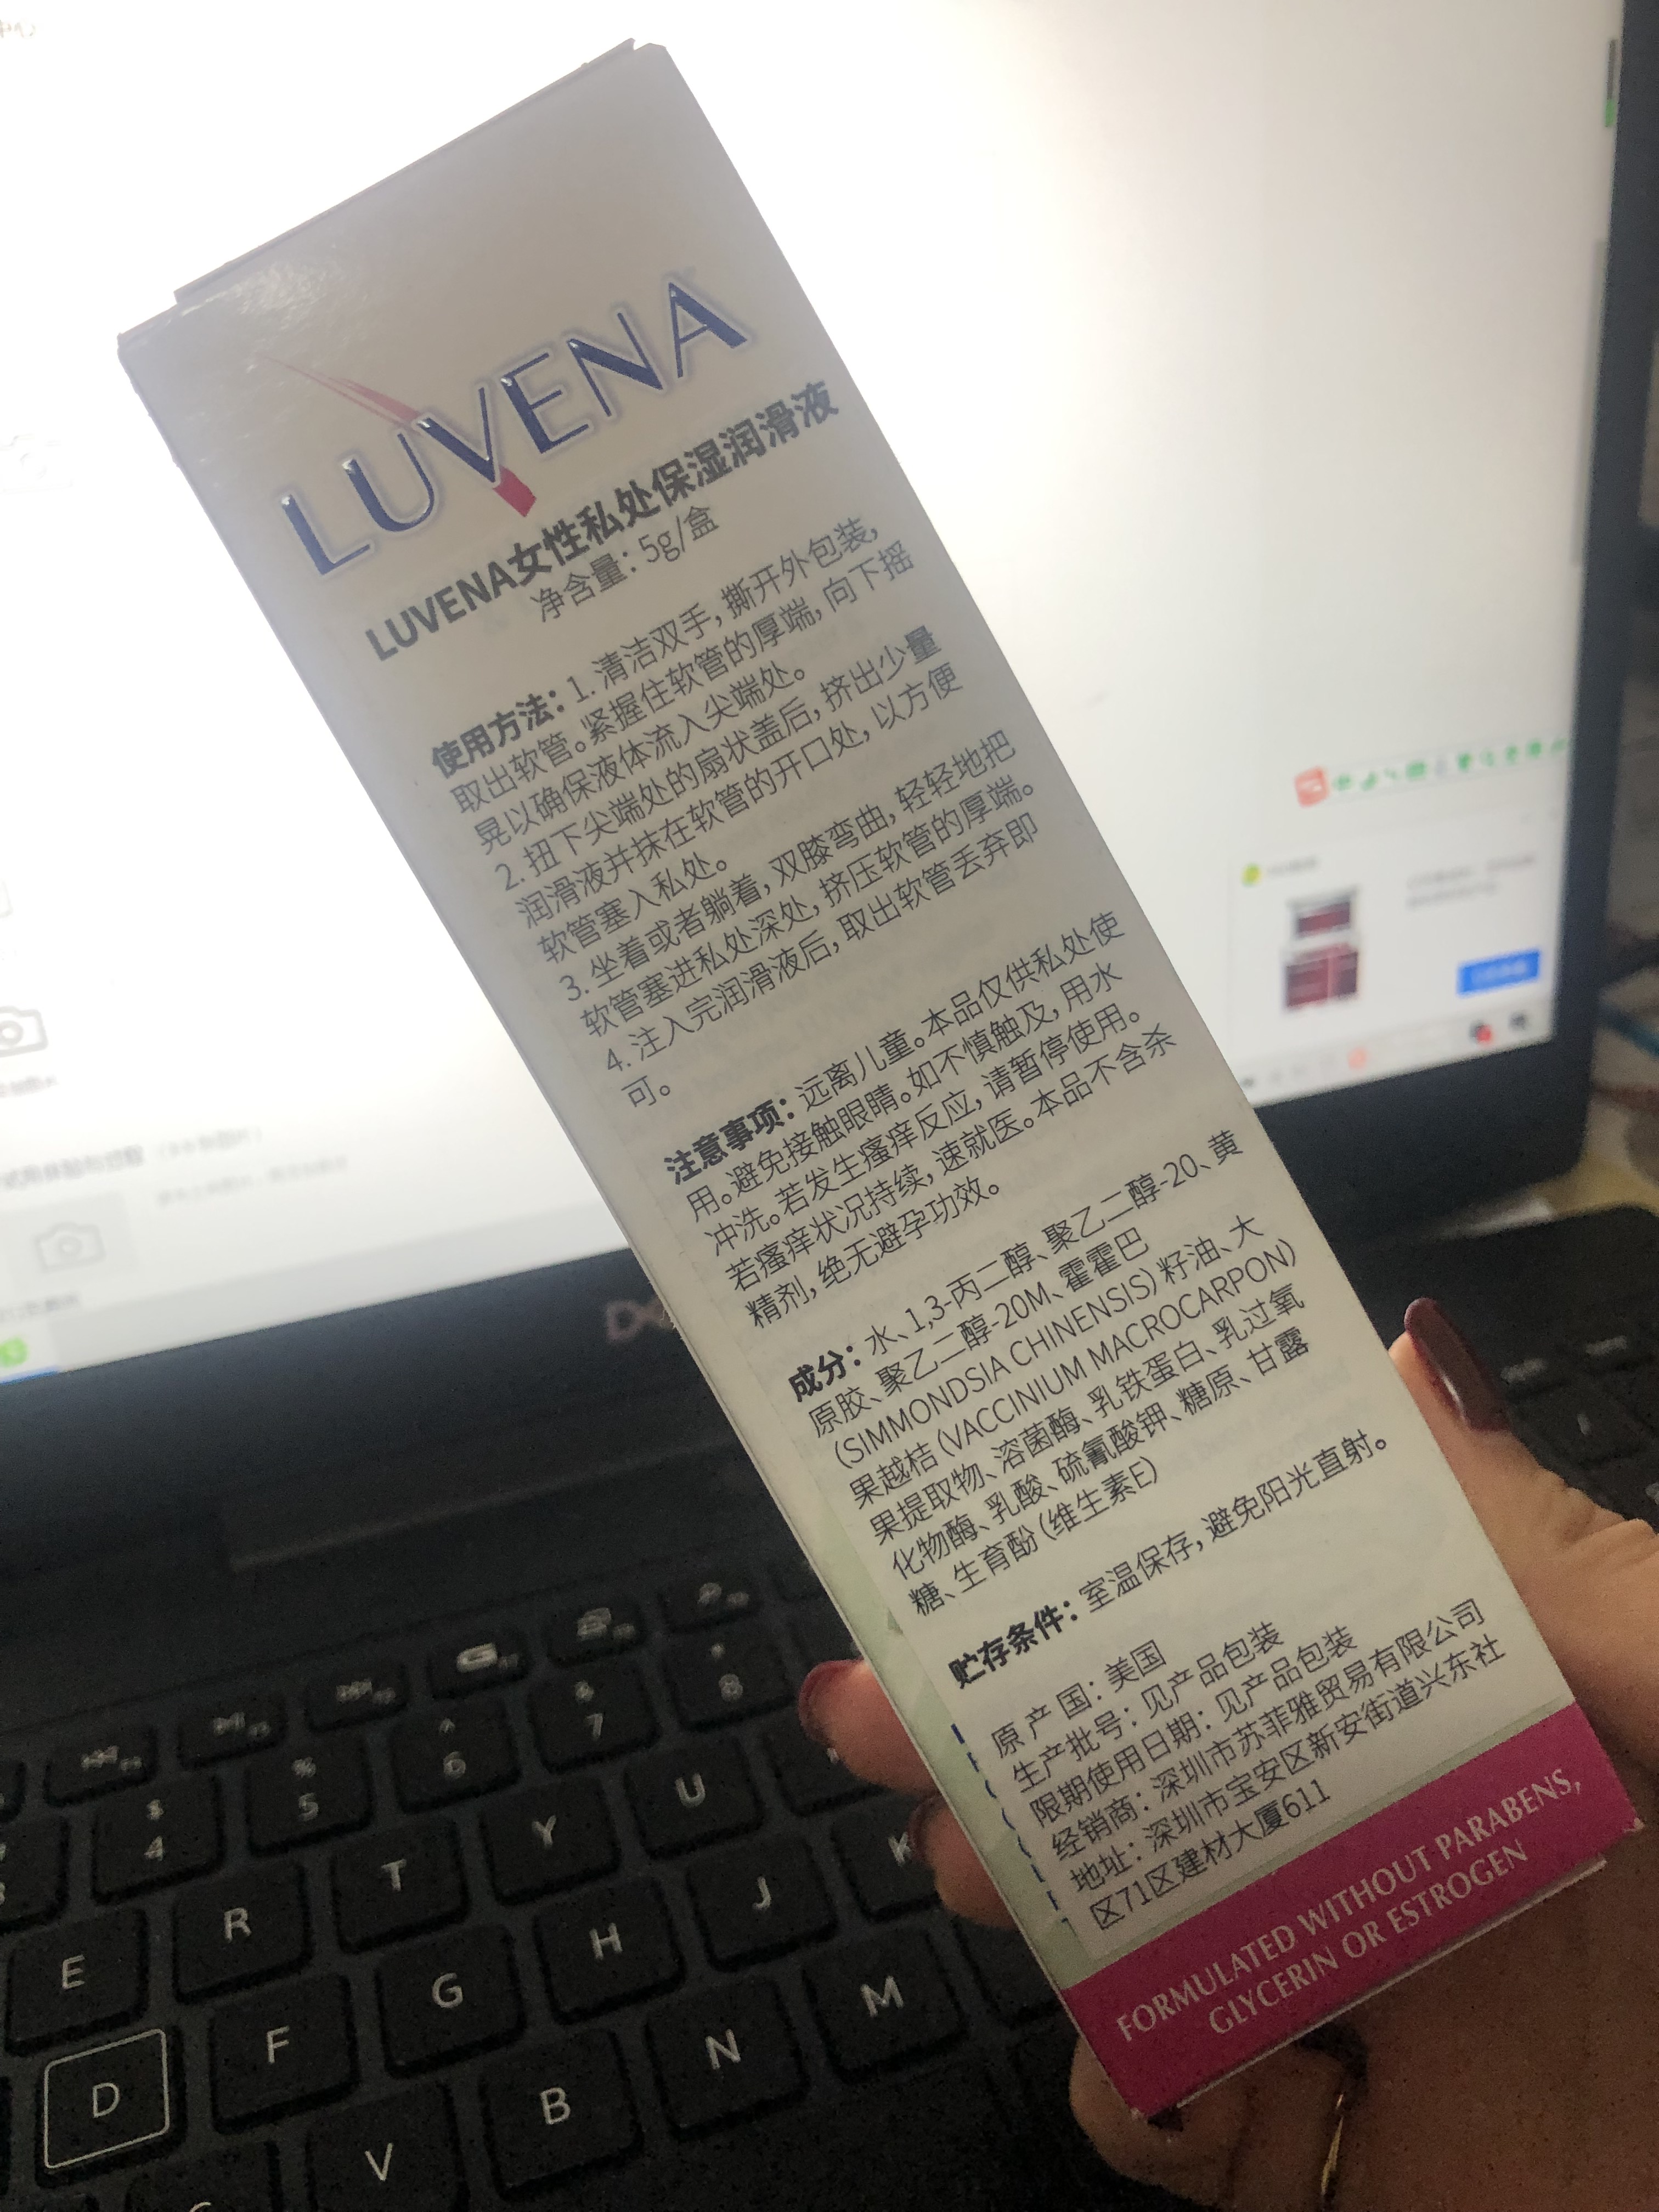 LUVENA
LUVENA女性私处保湿润滑液
净含量：5g/盒
使用方法：1. 清洁双手，撕开外包装，
取出软管。紧握住软管的厚端，向下摇
晃以确保液体流入尖端处。
2. 扭下尖端处的扇状盖后，挤出少量
润滑液并抹在软管的开口处，以方便
软管塞入私处。
3. 坐着或者躺着，双膝弯曲，轻轻地把
软管塞进私处深处，挤压软管的厚端。
4. 注入完润滑液后，取出软管丢弃即
可。
注意事项：远离儿童。本品仅供私处使
用。避免接触眼睛。如不慎触及，用水
冲洗。若发生瘙痒反应，请暂停使用。
若瘙痒状况持续，速就医。本品不含杀
精剂，绝无避孕功效。
成分：水、1,3-丙二醇、聚乙二醇-20、黄
原胶、聚乙二醇-20M、霍霍巴
（SIMMONDSIA CHINENSIS）籽油、大
果越桔（VACCINIUM MACROCARPON）
果提取物、溶菌酶、乳铁蛋白、乳过氧
化物酶、乳酸、硫氰酸钾、糖原、甘露
糖、生育酚（维生素E）
贮存条件：室温保存，避免阳光直射。
原 产 国：美国
生产批号：见产品包装
限期使用日期：见产品包装
经销商：深圳市苏菲雅贸易有限公司
地址：深圳市宝安区新安街道兴东社
区71区建材大厦611
FORMULATED WITHOUT PARABENS,
GLYCERIN OR ESTROGEN
4
5
6
7
8
E
R
T
Y
U
D
F
G
H
J
K
V
B
N
M